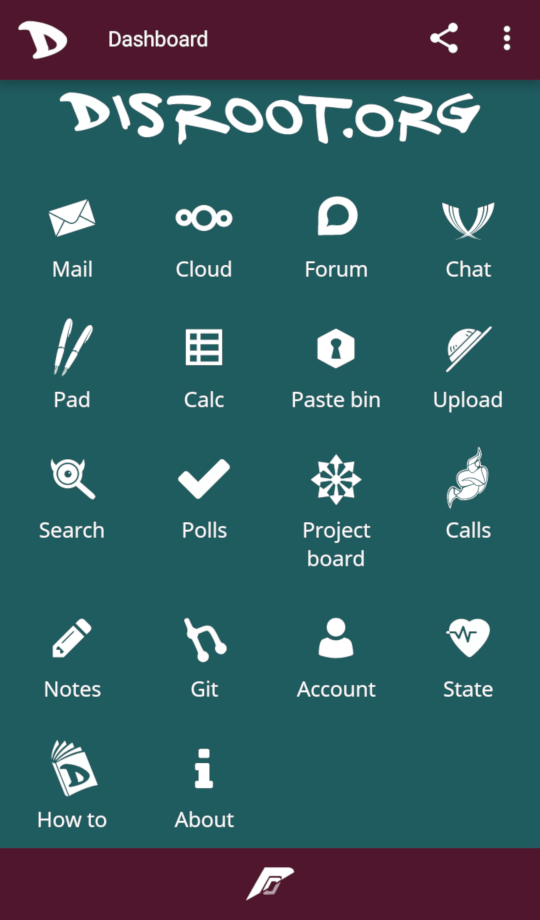 Dashboard
DISROOT.ORG
Mail
Cloud
Forum
Chat
Pad
Calc
Paste bin
Upload
Search
Polls
Project
board
Calls
Notes
Git
Account
State
How to
About